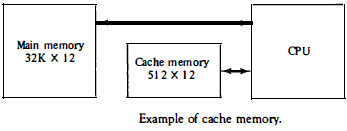 Main memory
32K X 12
Cache memory
512 X 12
CPU
Example of cache memory.